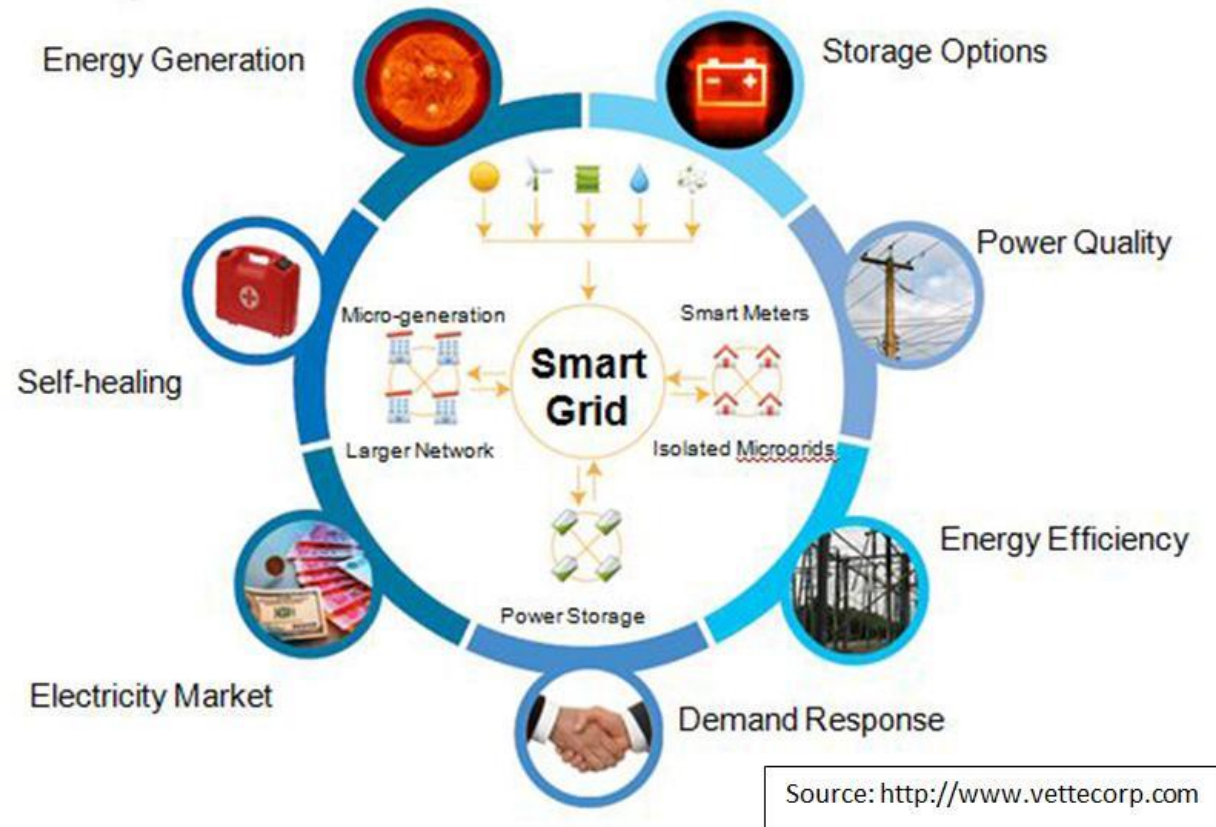 Energy Generation
Storage Options
Power Quality
Micro-generation
Smart Meters
Smart
Grid
Self-healing
Larger Network
Isolated Microgrids
Energy Efficiency
Power Storage
Electricity Market
Demand Response
Source: http://www.vettecorp.com